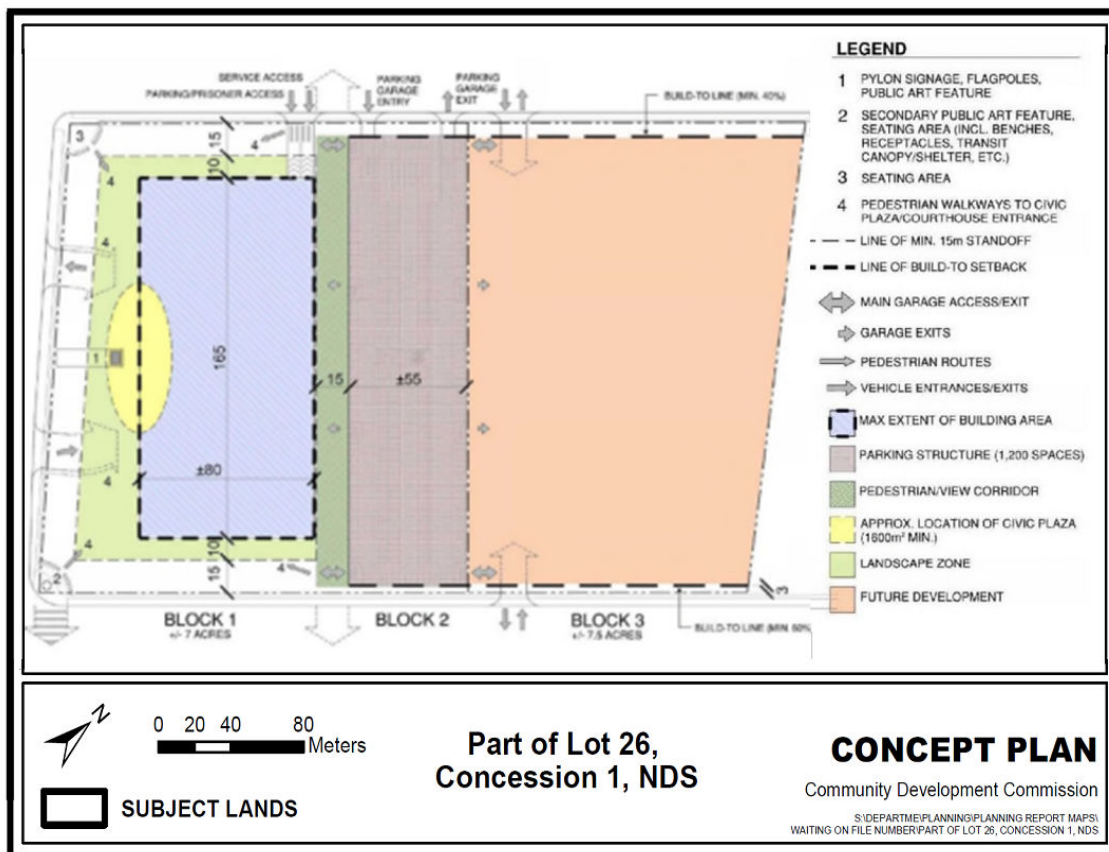 SERVICE ACCESS
PARKING/PRISONER ACCESS
PARKING
GARAGE
ENTRY
PARKING
GARAGE
EXIT
BUILD-TO LINE (MIN. 40%)
3
15
4
4
10
4
1
165
15
±55
±80
4
10
4
15
4
2
3
BLOCK 1
+/- 7 ACRES
BLOCK 2
BLOCK 3
+/- 7.5 ACRES
BUILD-TO LINE (MIN 60%)
LEGEND
1 PYLON SIGNAGE, FLAGPOLES,
PUBLIC ART FEATURE
2 SECONDARY PUBLIC ART FEATURE,
SEATING AREA (INCL. BENCHES,
RECEPTACLES, TRANSIT
CANOPY/SHELTER, ETC.)
3 SEATING AREA
4 PEDESTRIAN WALKWAYS TO CIVIC
PLAZA/COURTHOUSE ENTRANCE
LINE OF MIN. 15m STANDOFF
LINE OF BUILD-TO SETBACK
MAIN GARAGE ACCESS/EXIT
GARAGE EXITS
PEDESTRIAN ROUTES
VEHICLE ENTRANCES/EXITS
MAX EXTENT OF BUILDING AREA
PARKING STRUCTURE (1,200 SPACES)
PEDESTRIAN/VIEW CORRIDOR
APPROX. LOCATION OF CIVIC PLAZA
(1600m² MIN.)
LANDSCAPE ZONE
FUTURE DEVELOPMENT
N
0 20 40 80
Meters
SUBJECT LANDS
Part of Lot 26,
Concession 1, NDS
CONCEPT PLAN
Community Development Commission
S:\DEPARTME\PLANNING\PLANNING REPORT MAPS\
WAITING ON FILE NUMBER\PART OF LOT 26, CONCESSION 1, NDS